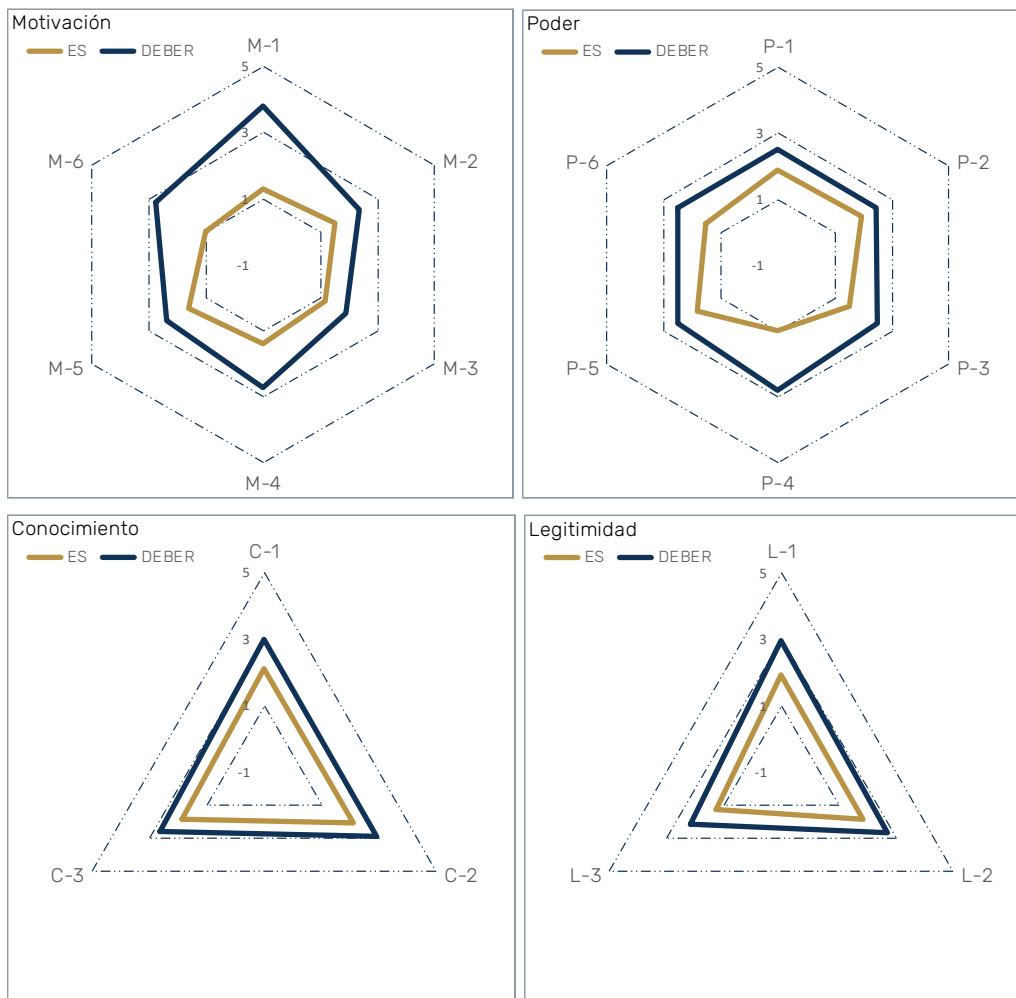 Motivación
ES DEBER
M-1
5
3
1
-1
M-2
M-3
M-4
M-5
M-6
Poder
ES DEBER
P-1
5
3
1
-1
P-2
P-3
P-4
P-5
P-6
Conocimiento
ES DEBER
C-1
5
3
1
-1
C-2
C-3
Legitimidad
ES DEBER
L-1
5
3
1
-1
L-2
L-3